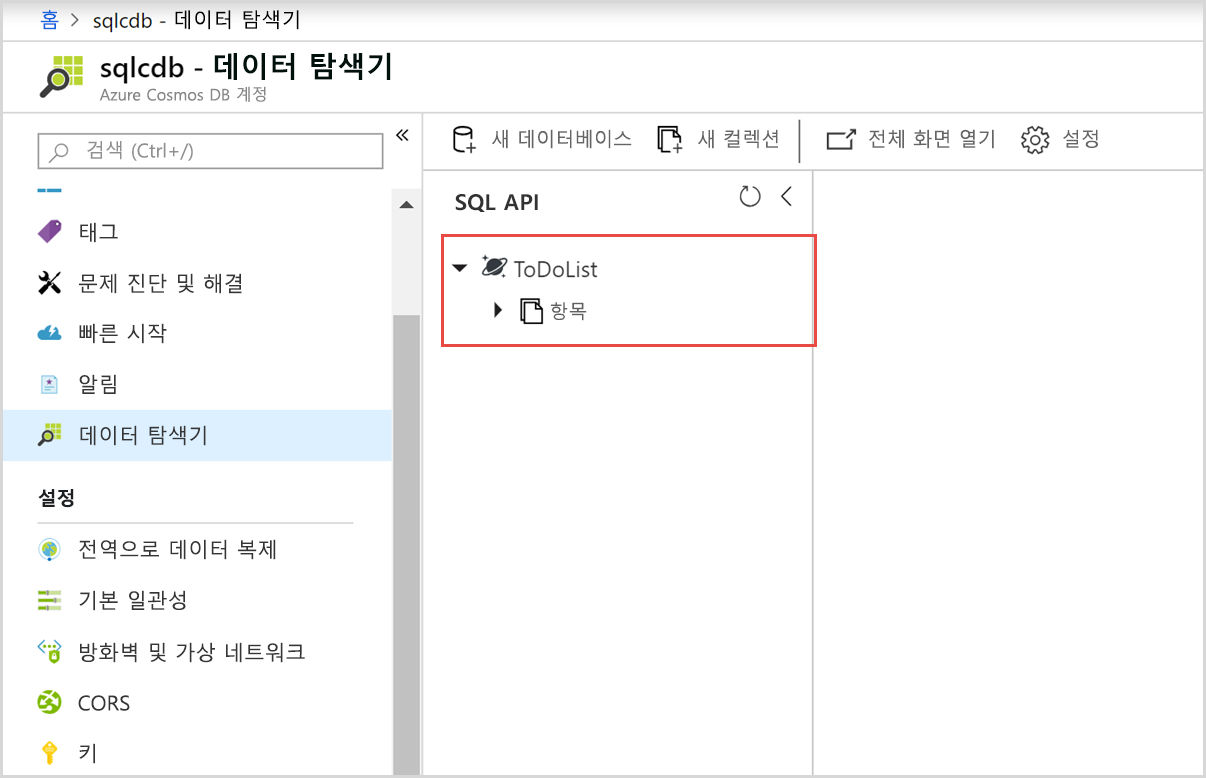 홈 > sqlcdb - 데이터 탐색기
sqlcdb - 데이터 탐색기
Azure Cosmos DB 계정
검색 (Ctrl+/)
태그
문제 진단 및 해결
빠른 시작
알림
데이터 탐색기
설정
전역으로 데이터 복제
기본 일관성
방화벽 및 가상 네트워크
CORS
키
새 데이터베이스 새 컬렉션 전체 화면 열기 설정
SQL API
ToDoList
항목